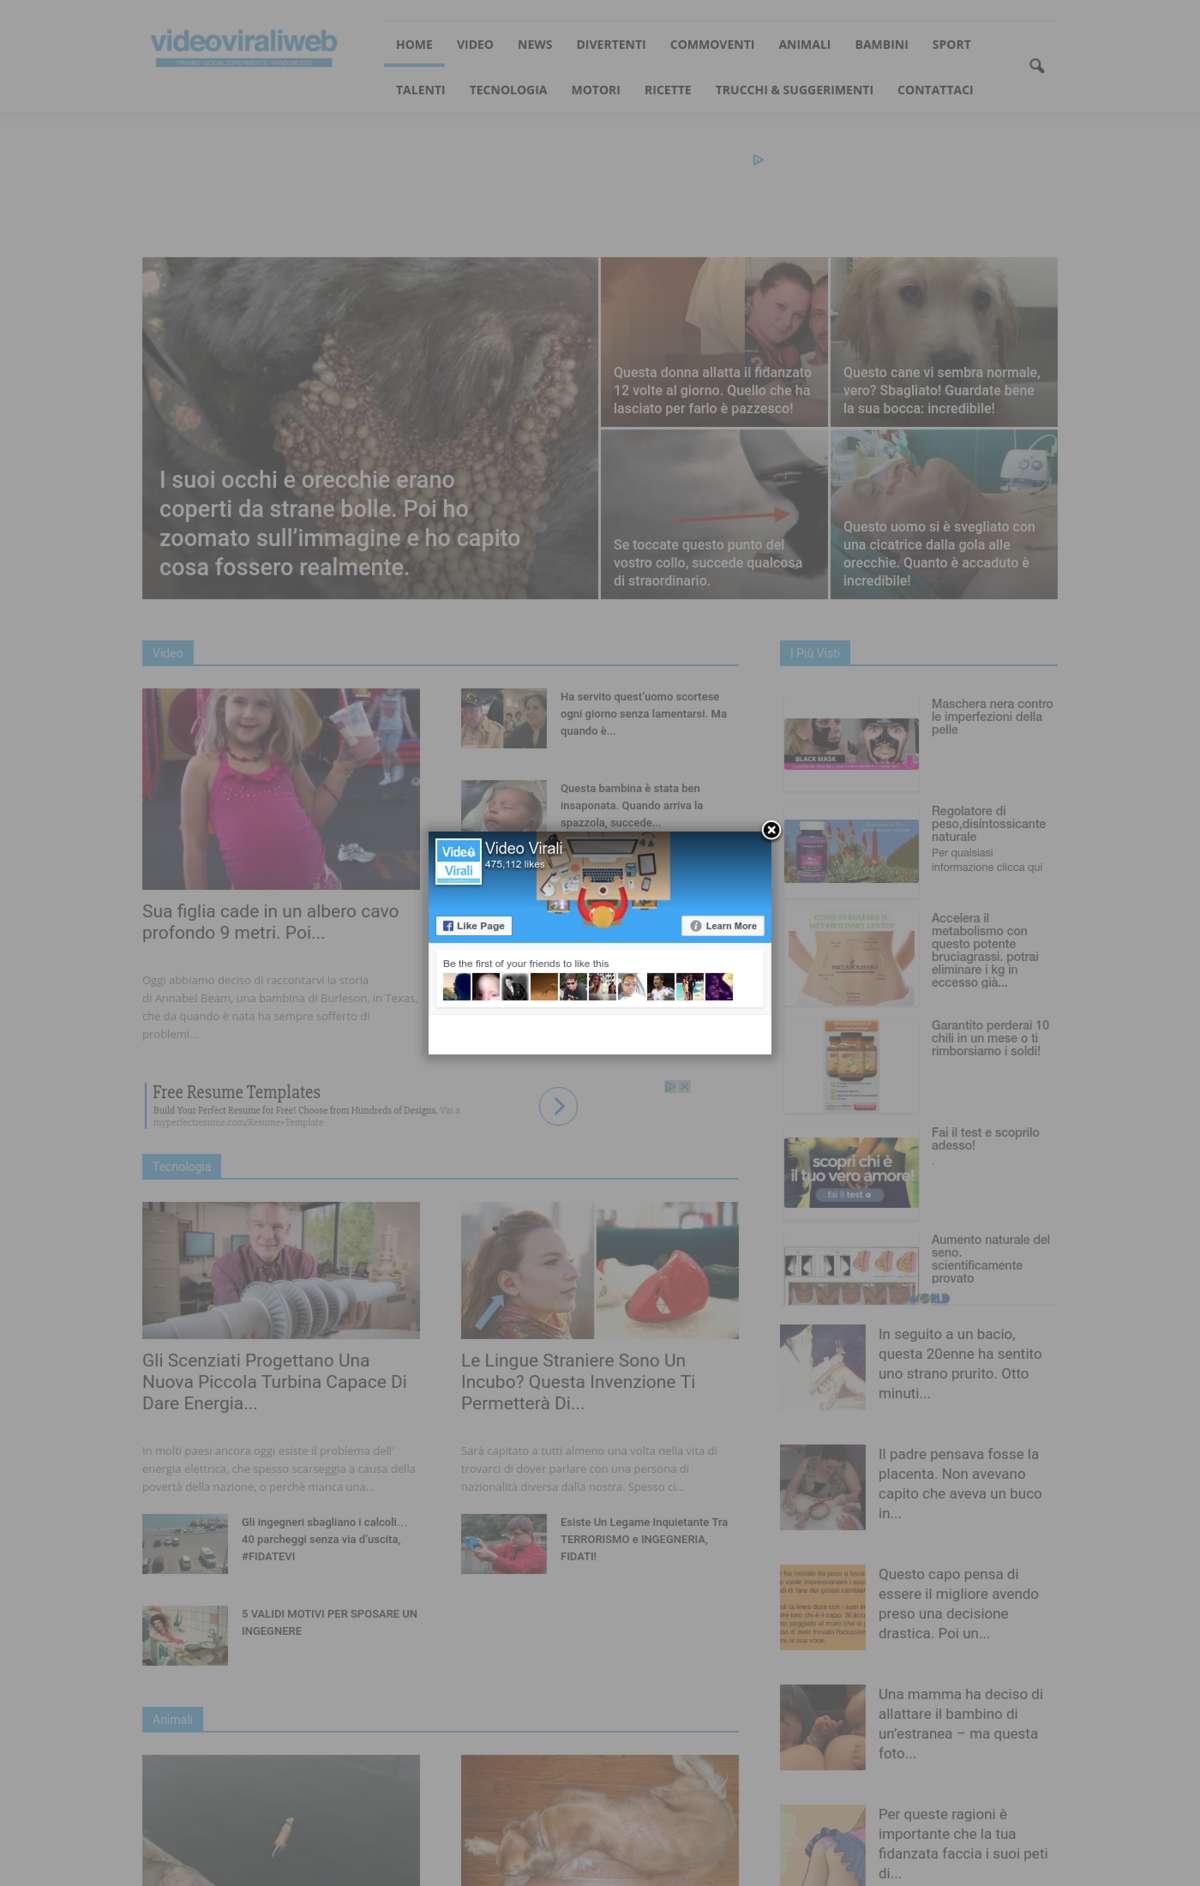 videoviraliweb
HOME VIDEO NEWS DIVERTENTI COMMOVENTI ANIMALI BAMBINI SPORT
TALENTI TECNOLOGIA MOTORI RICETTE TRUCCHI & SUGGERIMENTI CONTATTACI
I suoi occhi e orecchie erano
coperti da strane bolle. Poi ho
zoomato sull’immagine e ho capito
cosa fossero realmente.
Questa donna allatta il fidanzato
12 volte al giorno. Quello che ha
lasciato per farlo è pazzesco!
Questo cane vi sembra normale,
vero? Sbagliato! Guardate bene
la sua bocca: incredibile!
Se toccate questo punto del
vostro collo, succede qualcosa
di straordinario.
Questo uomo si è svegliato con
una cicatrice dalla gola alle
orecchie. Quanto è accaduto è
incredibile!
Video
Sua figlia cade in un albero cavo
profondo 9 metri. Poi...
Oggi abbiamo deciso di raccontarvi la storia
di Annabel Beam, una bambina di Burleson, in Texas,
che da quando è nata ha sempre sofferto di
problemi...
Ha servito quest’uomo scortese
ogni giorno senza lamentarsi. Ma
quando è...
Questa bambina è stata ben
insaponata. Quando arriva la
spazzola, succede...
Videò
Virali
Video Virali
475,112 likes
Like Page
Learn More
Be the first of your friends to like this
Free Resume Templates
Build Your Perfect Resume for Free! Choose from Hundreds of Designs. Vai a
myperfectresume.com/Resume+Template
Tecnologia
Gli Scenziati Progettano Una
Nuova Piccola Turbina Capace Di
Dare Energia...
In molti paesi ancora oggi esiste il problema dell’
energia elettrica, che spesso scarseggia a causa della
povertà della nazione, o perchè manca una...
Le Lingue Straniere Sono Un
Incubo? Questa Invenzione Ti
Permetterà Di...
Sarà capitato a tutti almeno una volta nella vita di
trovarci di dover parlare con una persona di
nazionalità diversa dalla nostra. Spesso ci...
Gli ingegneri sbagliano i calcoli...
40 parcheggi senza via d’uscita,
#FIDATEVI
Esiste Un Legame Inquietante Tra
TERRORISMO e INGEGNERIA,
FIDATI!
5 VALIDI MOTIVI PER SPOSARE UN
INGEGNERE
Animali
I Più Visti
BLACK MASK
Maschera nera contro
le imperfezioni della
pelle
Regolatore di
peso,disintossicante
naturale
Per qualsiasi
informazione clicca qui
Accelera il
metabolismo con
questo potente
bruciagrassi. potrai
eliminare i kg in
eccesso già...
Garantito perderai 10
chili in un mese o ti
rimborsiamo i soldi!
scopri chi è
il tuo vero amore!
fai il test
Fai il test e scoprilo
adesso!
.
Aumento naturale del
seno.
scientificamente
provato
WORLD
In seguito a un bacio,
questa 20enne ha sentito
uno strano prurito. Otto
minuti...
Il padre pensava fosse la
placenta. Non avevano
capito che aveva un buco
in...
Questo capo pensa di
essere il migliore avendo
preso una decisione
drastica. Poi un...
Una mamma ha deciso di
allattare il bambino di
un’estranea – ma questa
foto...
Per queste ragioni è
importante che la tua
fidanzata faccia i suoi peti
di...